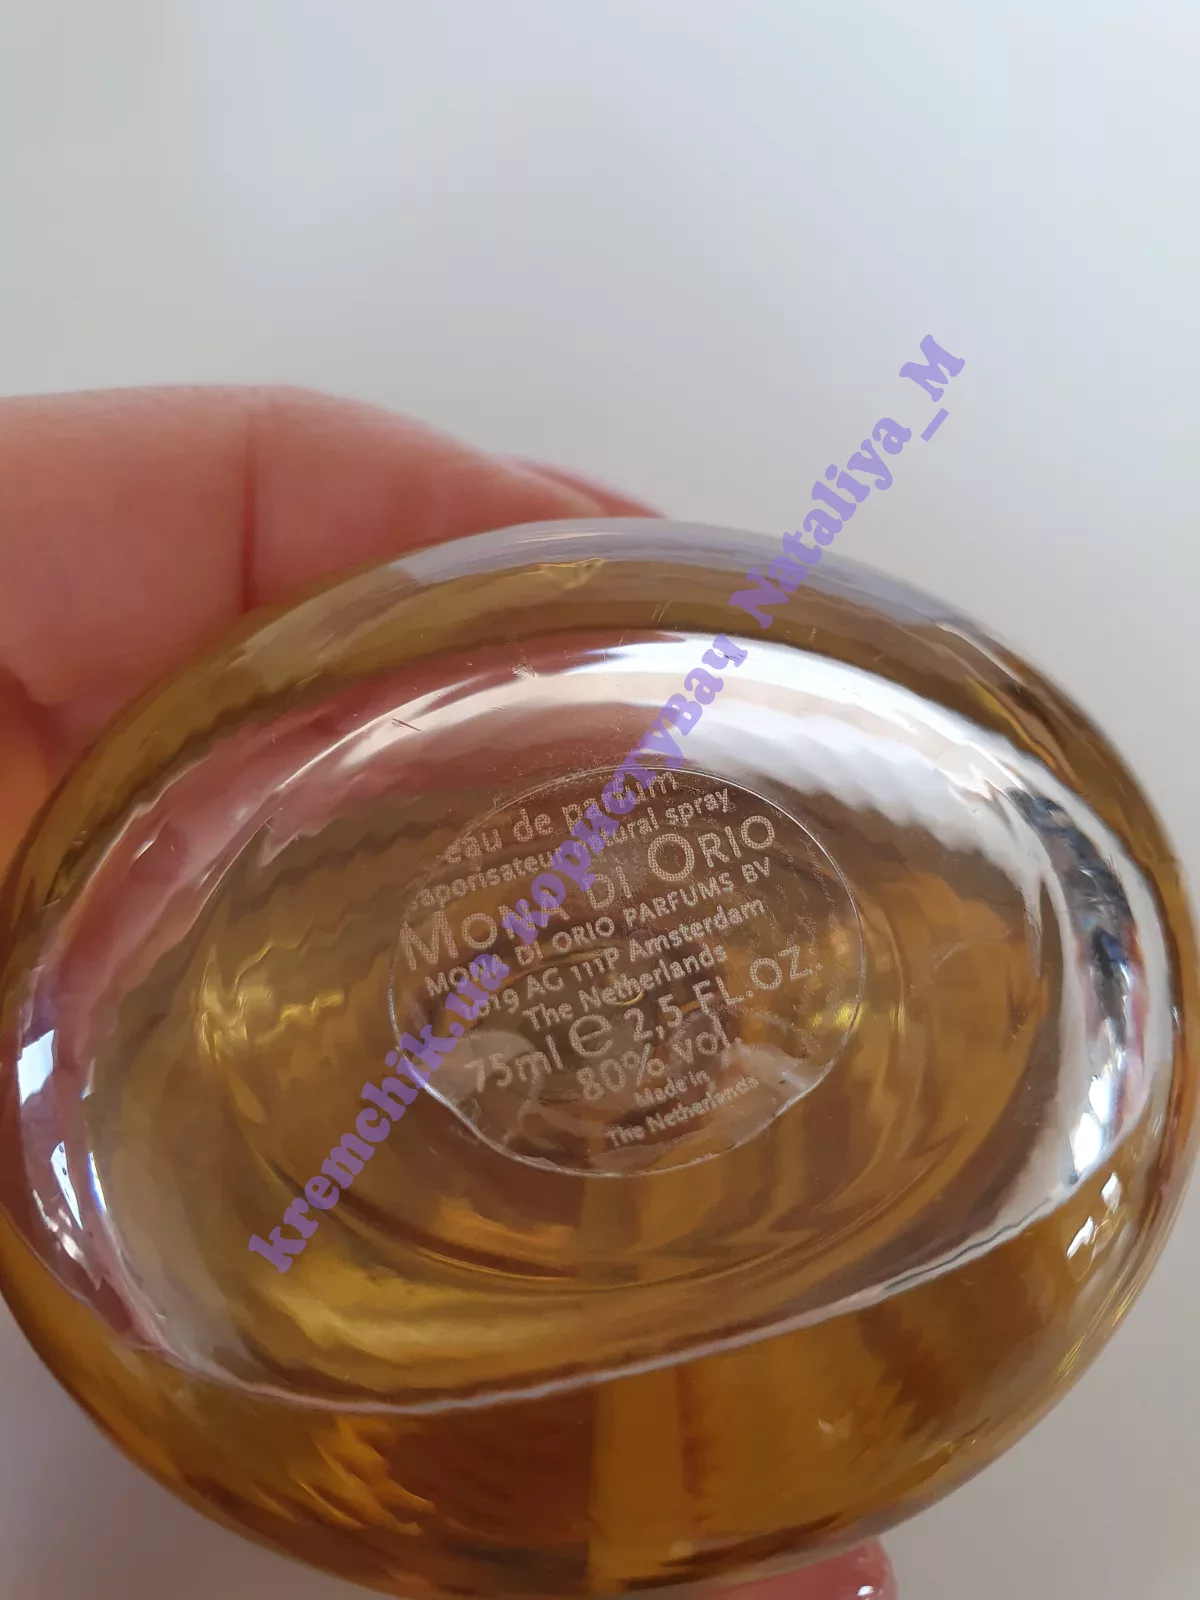 eau de parfum
vaporisateur natural spray
MONA DI ORIO
MONA DI ORIO PARFUMS BV
1019 AG 111P Amsterdam
The Netherlands
75ml e 2,5 FL.OZ.
80% vol.
Made in
The Netherlands
kremchik.ua користувач Nataliya_M